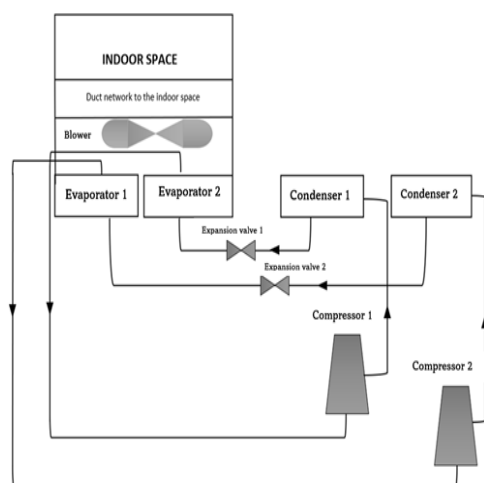 INDOOR SPACE
Duct network to the indoor space
Blower
Evaporator 1
Evaporator 2
Condenser 1
Condenser 2
Expansion valve 1
Expansion valve 2
Compressor 1
Compressor 2